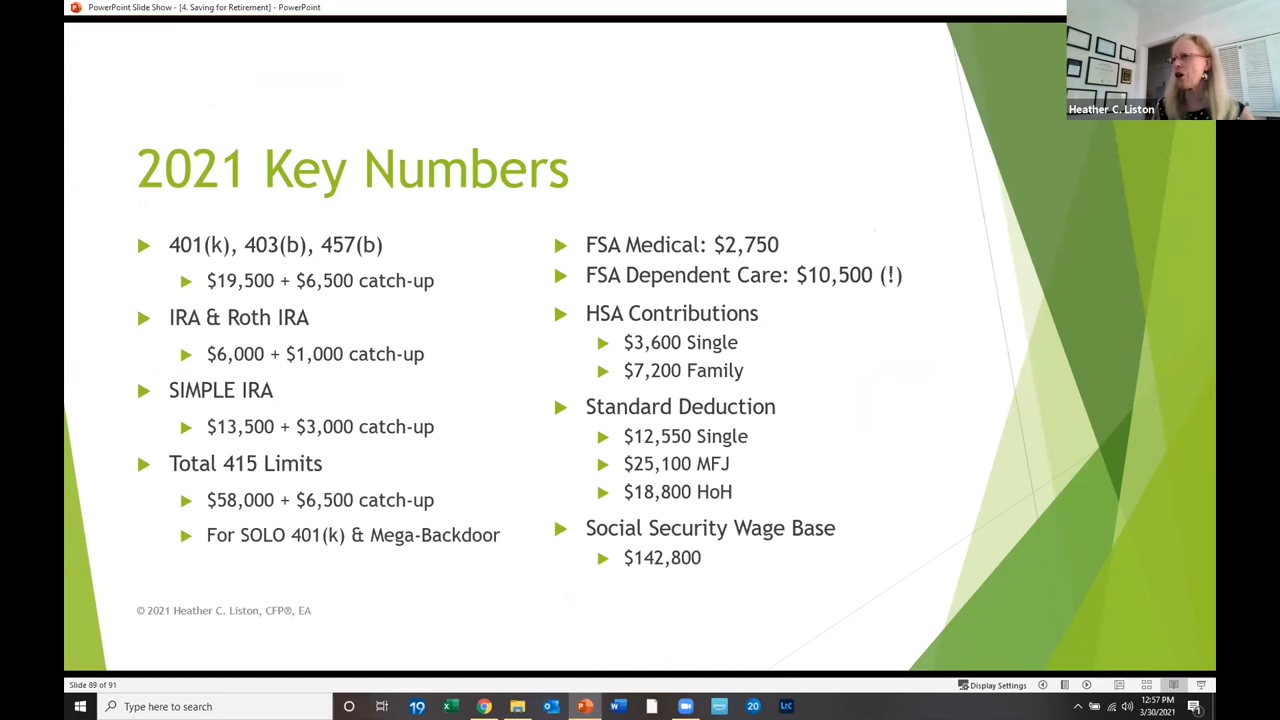 PowerPoint Slide Show - [4. Saving for Retirement] - PowerPoint
Heather C. Liston
2021 Key Numbers
401(k), 403(b), 457(b)
$19,500 + $6,500 catch-up
IRA & Roth IRA
$6,000 + $1,000 catch-up
SIMPLE IRA
$13,500 + $3,000 catch-up
Total 415 Limits
$58,000 + $6,500 catch-up
For SOLO 401(k) & Mega-Backdoor
FSA Medical: $2,750
FSA Dependent Care: $10,500 (!)
HSA Contributions
$3,600 Single
$7,200 Family
Standard Deduction
$12,550 Single
$25,100 MFJ
$18,800 HoH
Social Security Wage Base
$142,800
© 2021 Heather C. Liston, CFP®, EA
Slide 89 of 91
Display Settings
Type here to search
19
20
Lrc
12:57 PM
3/30/2021